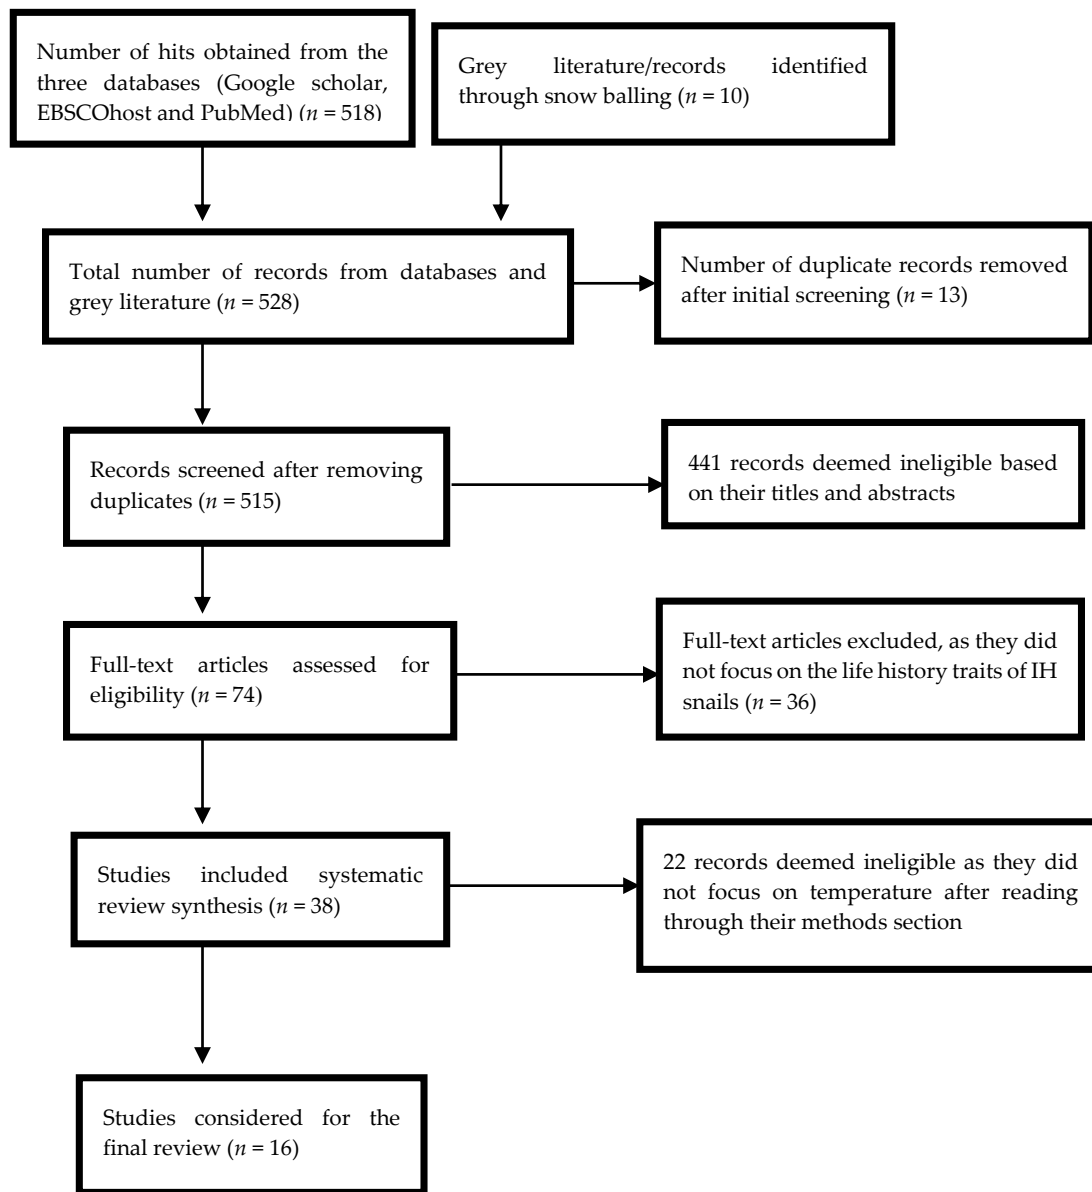 Number of hits obtained from the
three databases (Google scholar,
EBSCOhost and PubMed) (n = 518)
Grey literature/records identified
through snow balling (n = 10)
Total number of records from databases and
grey literature (n = 528)
Number of duplicate records removed
after initial screening (n = 13)
Records screened after removing
duplicates (n = 515)
441 records deemed ineligible based
on their titles and abstracts
Full-text articles assessed for
eligibility (n = 74)
Full-text articles excluded, as they did
not focus on the life history traits of IH
snails (n = 36)
Studies included systematic
review synthesis (n = 38)
22 records deemed ineligible as they did
not focus on temperature after reading
through their methods section
Studies considered for the
final review (n = 16)